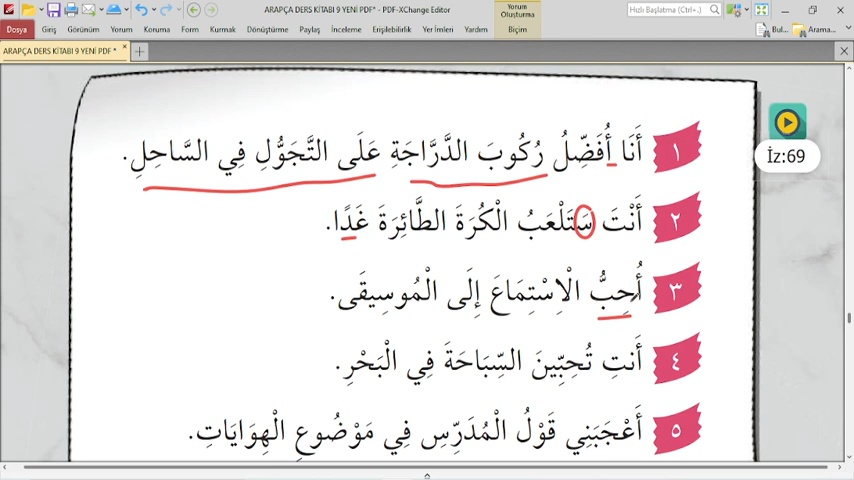 ARAPÇA DERS KİTABI 9 YENİ PDF* - PDF-XChange Editor
Yorum Oluşturma
Hızlı Başlatma (Ctrl+.)
Dosya Giriş Görünüm Yorum Koruma Form Kurmak Dönüştürme Paylaş İnceleme Erişilebilirlik Yer İmleri Yardım Biçim Bul... Arama...
ARAPÇA DERS KİTABI 9 YENİ PDF *
İz:69
١ أَنَا أُفَضِّلُ رُكُوبَ الدَّرَّاجَةِ عَلَى التَّجَوُّلِ فِي السَّاحِلِ.
٢ أَنْتَ سَتَلْعَبُ الْكُرَةَ الطَّائِرَةَ غَدًا.
٣ أُحِبُّ الْاِسْتِمَاعَ إِلَى الْمُوسِيقَى.
٤ أَنتِ تُحِبِّينَ السِّبَاحَةَ فِي الْبَحْرِ.
٥ أَعْجَبَنِي قَوْلُ الْمُدَرِّسِ فِي مَوْضُوعِ الْهِوَايَاتِ.